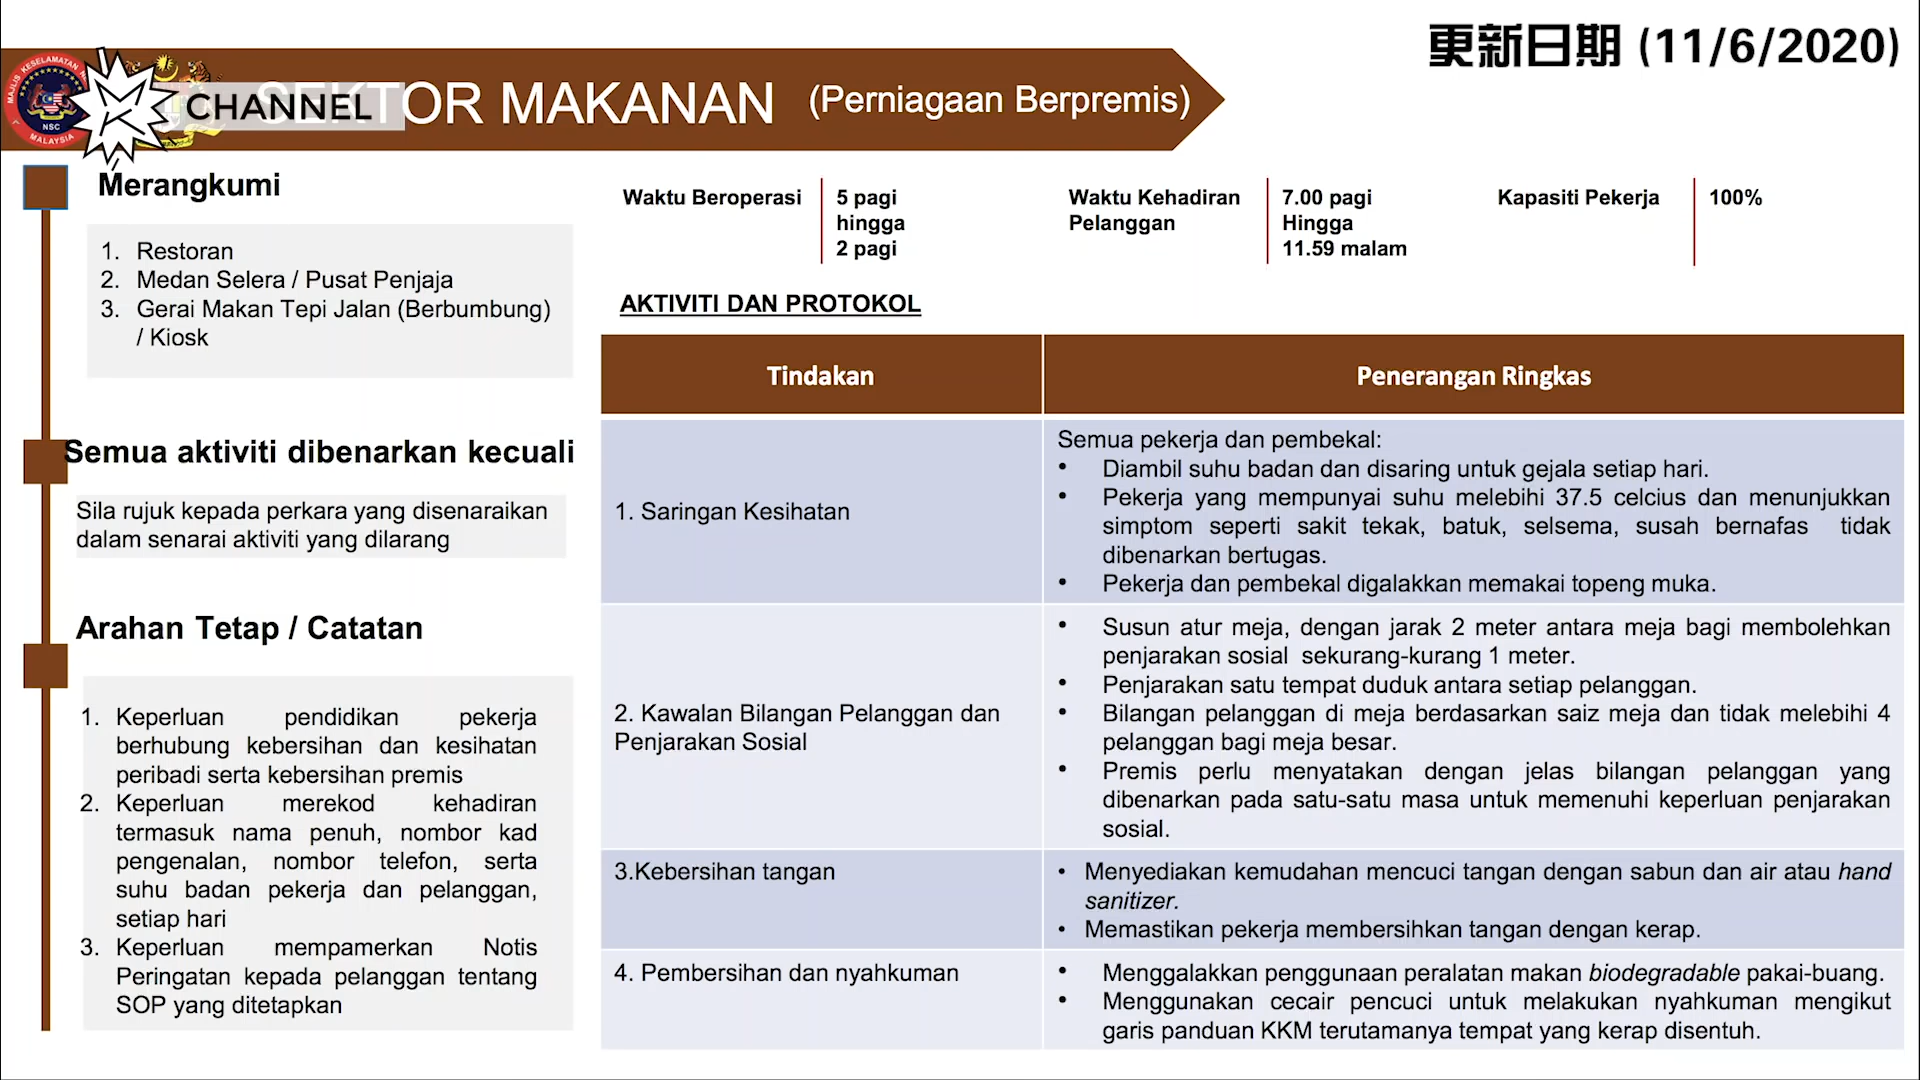 更新日期 (11/6/2020)
MAJLIS KESELAMATAN
NSC
MALAYSIA
K CHANNEL
SEKTOR MAKANAN (Perniagaan Berpremis)
Merangkumi
1. Restoran
2. Medan Selera / Pusat Penjaja
3. Gerai Makan Tepi Jalan (Berbumbung)
/ Kiosk
Semua aktiviti dibenarkan kecuali
Sila rujuk kepada perkara yang disenaraikan
dalam senarai aktiviti yang dilarang
Arahan Tetap / Catatan
1. Keperluan pendidikan pekerja
berhubung kebersihan dan kesihatan
peribadi serta kebersihan premis
2. Keperluan merekod kehadiran
termasuk nama penuh, nombor kad
pengenalan, nombor telefon, serta
suhu badan pekerja dan pelanggan,
setiap hari
3. Keperluan mempamerkan Notis
Peringatan kepada pelanggan tentang
SOP yang ditetapkan
Waktu Beroperasi
5 pagi
hingga
2 pagi
Waktu Kehadiran
Pelanggan
7.00 pagi
Hingga
11.59 malam
Kapasiti Pekerja
100%
AKTIVITI DAN PROTOKOL
Tindakan
Penerangan Ringkas
1. Saringan Kesihatan
Semua pekerja dan pembekal:
• Diambil suhu badan dan disaring untuk gejala setiap hari.
• Pekerja yang mempunyai suhu melebihi 37.5 celcius dan menunjukkan
simptom seperti sakit tekak, batuk, selsema, susah bernafas tidak
dibenarkan bertugas.
• Pekerja dan pembekal digalakkan memakai topeng muka.
2. Kawalan Bilangan Pelanggan dan
Penjarakan Sosial
• Susun atur meja, dengan jarak 2 meter antara meja bagi membolehkan
penjarakan sosial sekurang-kurang 1 meter.
• Penjarakan satu tempat duduk antara setiap pelanggan.
• Bilangan pelanggan di meja berdasarkan saiz meja dan tidak melebihi 4
pelanggan bagi meja besar.
• Premis perlu menyatakan dengan jelas bilangan pelanggan yang
dibenarkan pada satu-satu masa untuk memenuhi keperluan penjarakan
sosial.
3.Kebersihan tangan
• Menyediakan kemudahan mencuci tangan dengan sabun dan air atau hand
sanitizer.
• Memastikan pekerja membersihkan tangan dengan kerap.
4. Pembersihan dan nyahkuman
• Menggalakkan penggunaan peralatan makan biodegradable pakai-buang.
• Menggunakan cecair pencuci untuk melakukan nyahkuman mengikut
garis panduan KKM terutamanya tempat yang kerap disentuh.